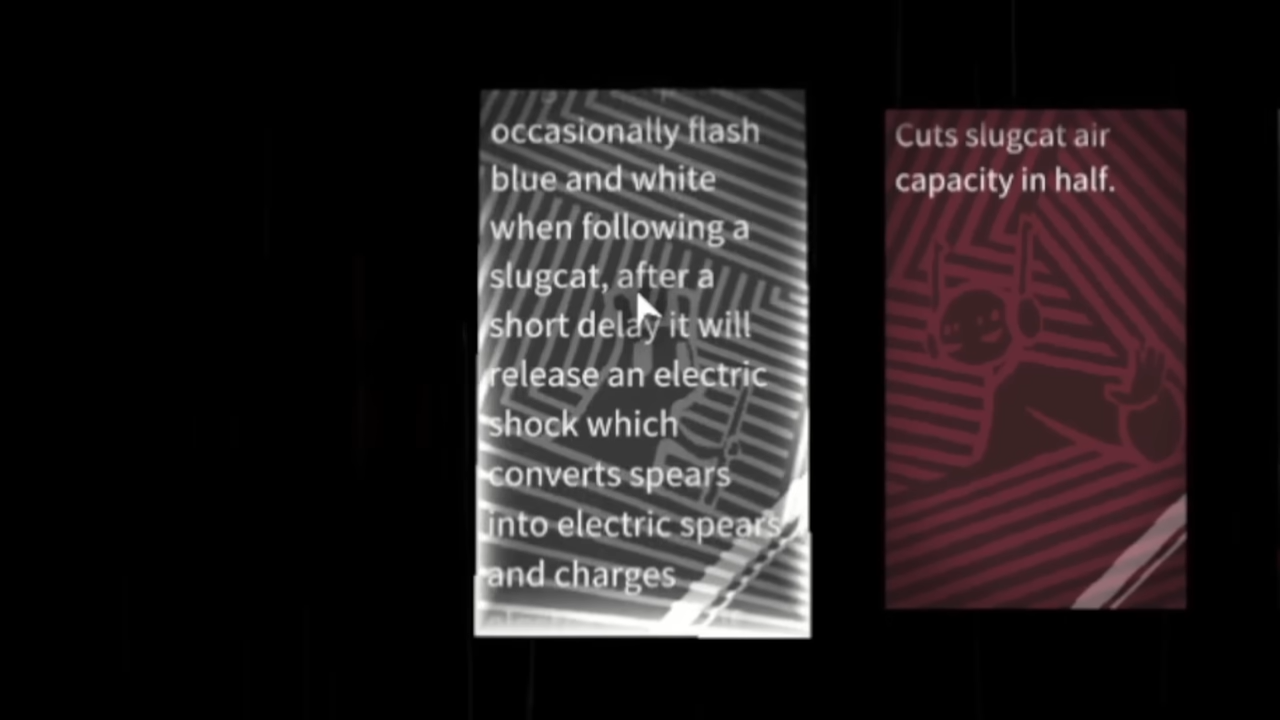 occasionally flash
blue and white
when following a
slugcat, after a
short delay it will
release an electric
shock which
converts spears
into electric spears
and charges
Cuts slugcat air
capacity in half.